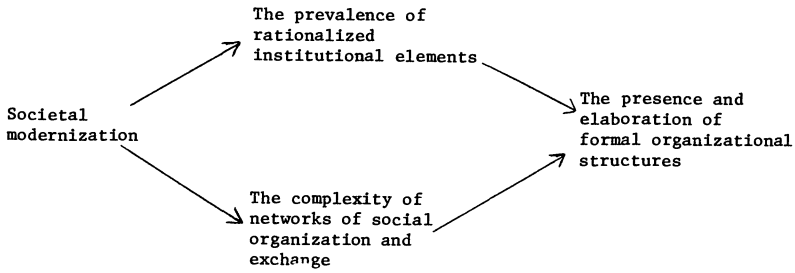 The prevalence of
rationalized
institutional elements
Societal
modernization
The presence and
elaboration of
formal organizational
structures
The complexity of
networks of social
organization and
exchange